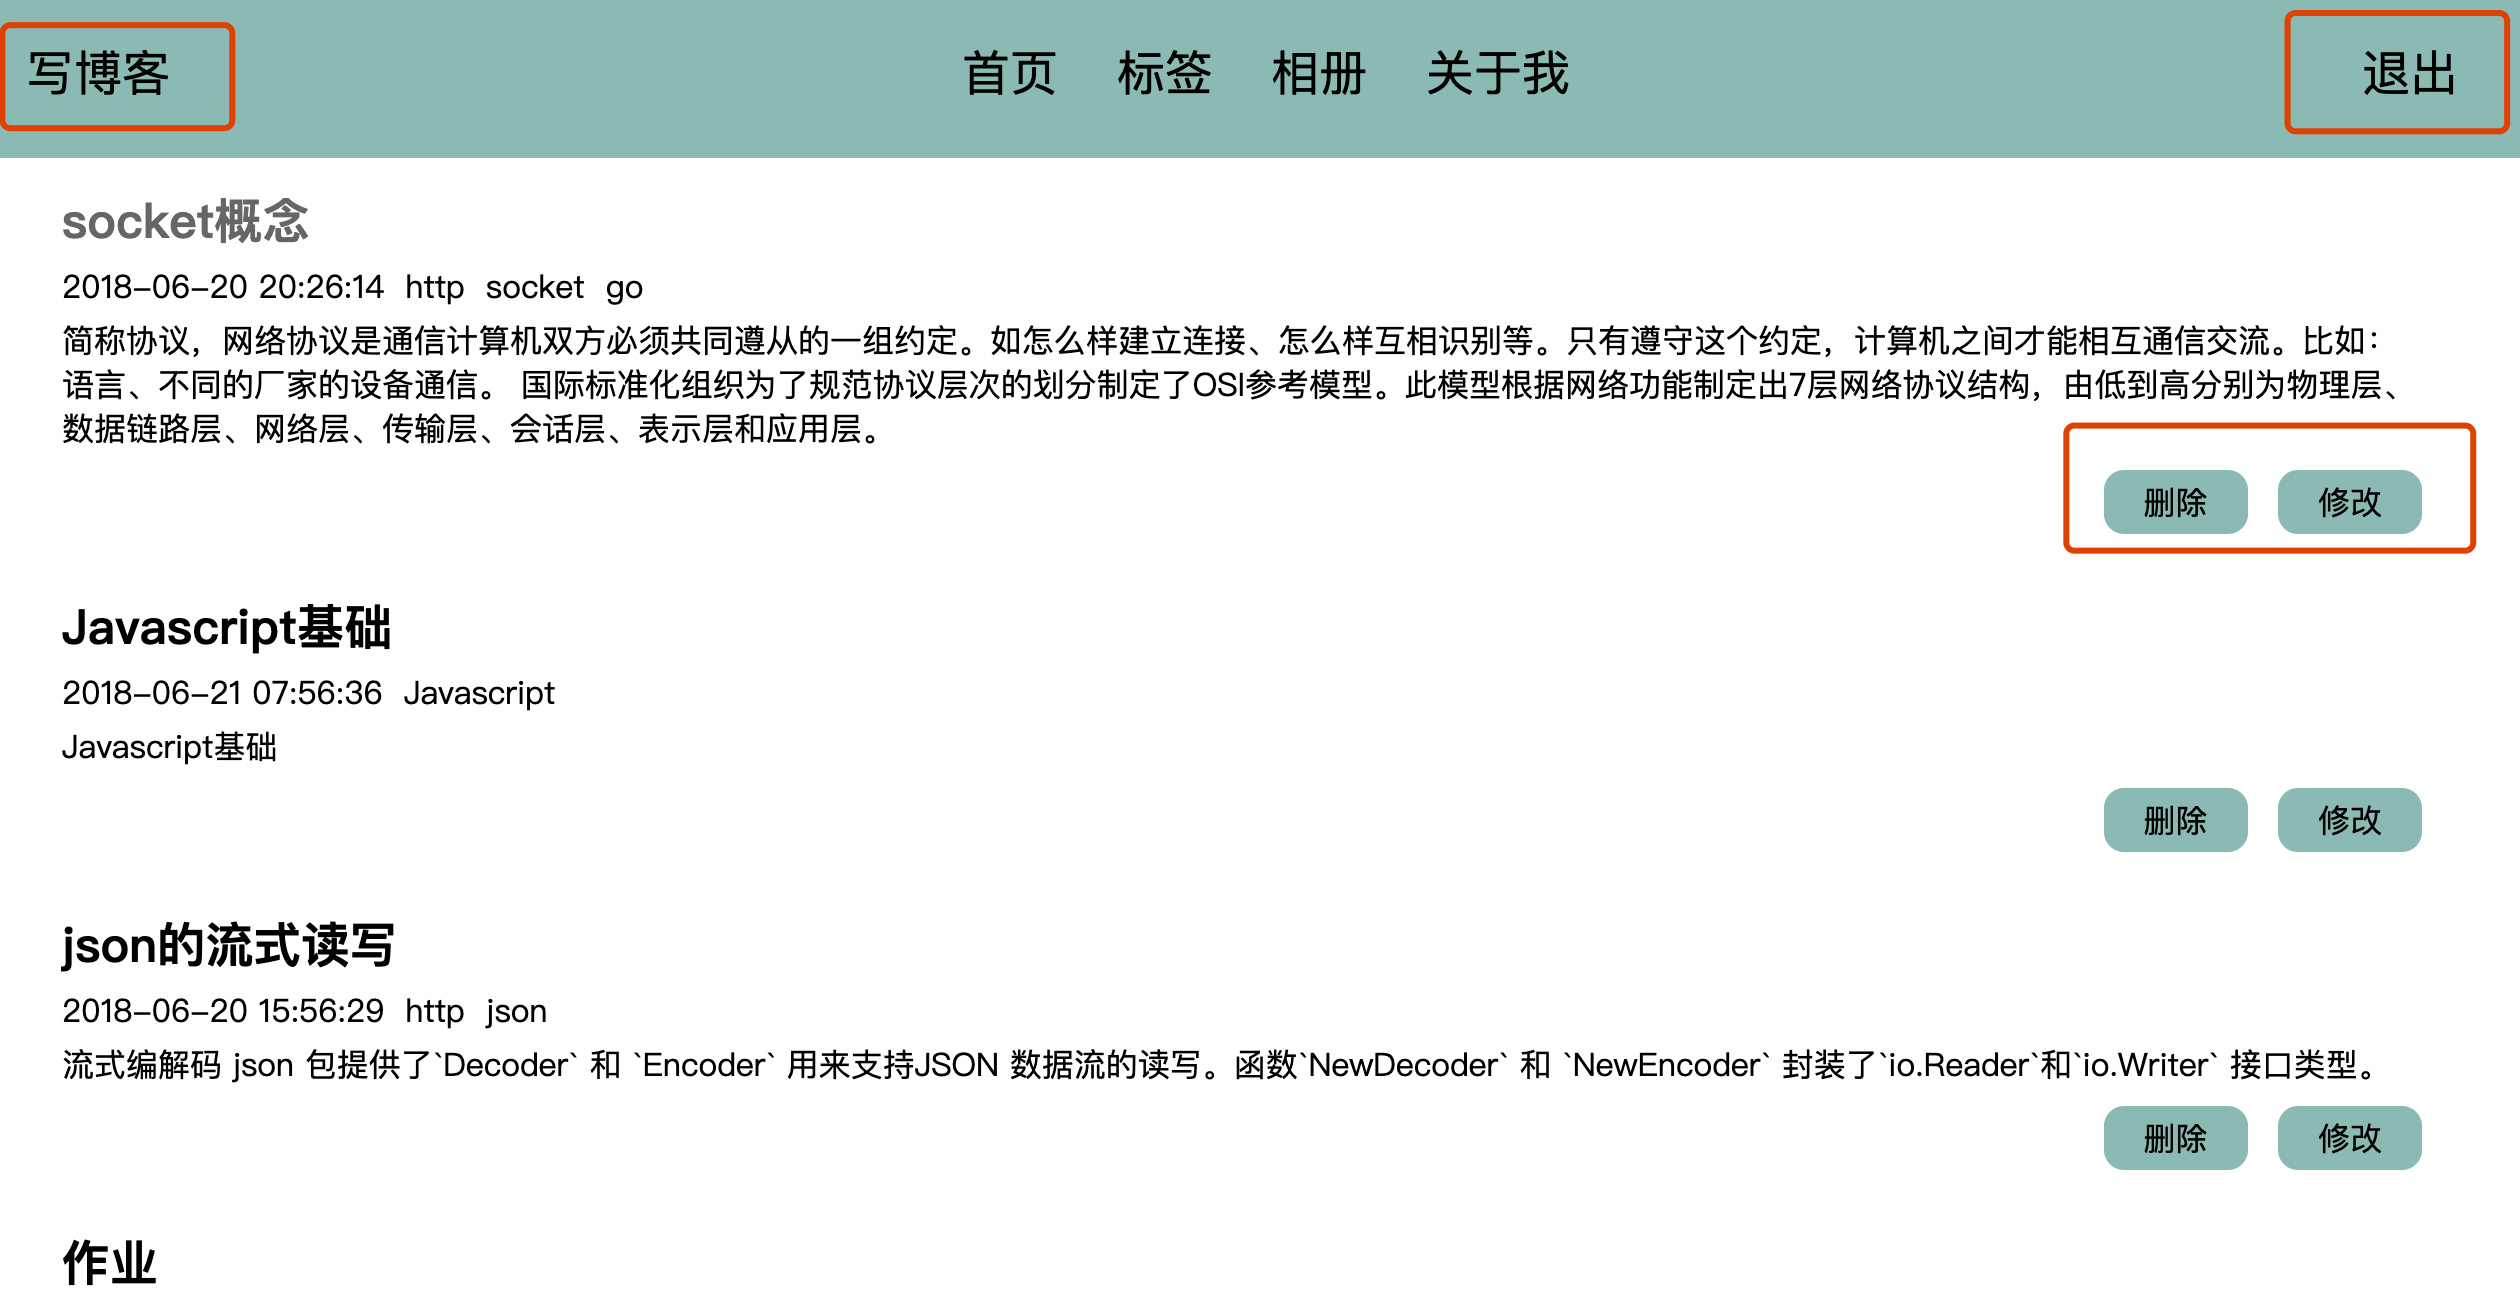 写博客 首页 标签 相册 关于我 退出
socket概念
2018-06-20 20:26:14 http socket go
简称协议，网络协议是通信计算机双方必须共同遵从的一组约定。如怎么样建立连接、怎么样互相识别等。只有遵守这个约定，计算机之间才能相互通信交流。比如：
语言、不同的厂家的设备通信。 国际标准化组织为了规范协议层次的划分制定了OSI参考模型。此模型根据网络功能制定出7层网络协议结构，由低到高分别为物理层、
数据链路层、网络层、传输层、会话层、表示层和应用层。
删除 修改
Javascript基础
2018-06-21 07:56:36 Javascript
Javascript基础
删除 修改
json的流式读写
2018-06-20 15:56:29 http json
流式编解码 json 包提供了`Decoder` 和 `Encoder` 用来支持JSON 数据流的读写。函数`NewDecoder` 和 `NewEncoder` 封装了`io.Reader`和`io.Writer` 接口类型。
删除 修改
作业